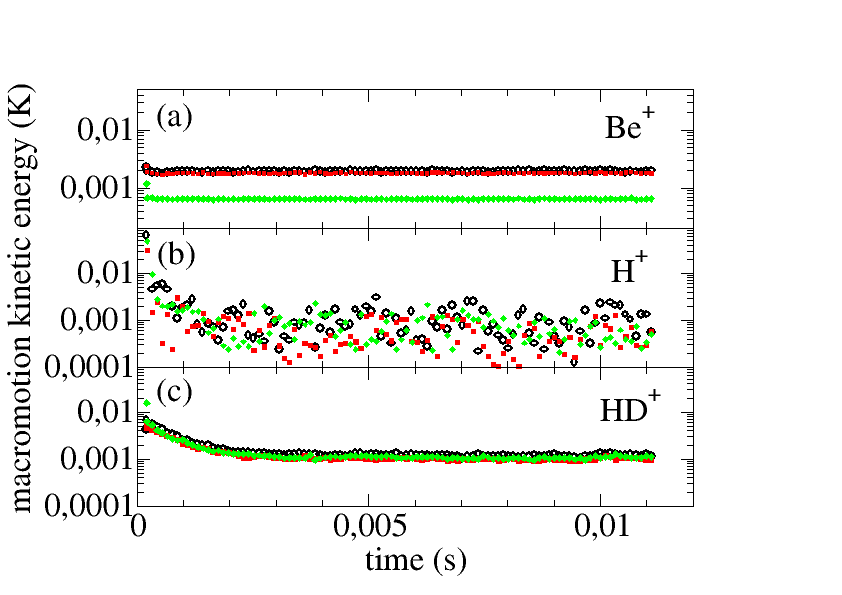 macromotion kinetic energy (K)
(a)
Be+
0,01
0,001
(b)
H+
0,01
0,001
0,0001
(c)
HD+
0,01
0,001
0,0001
0
0,005
0,01
time (s)